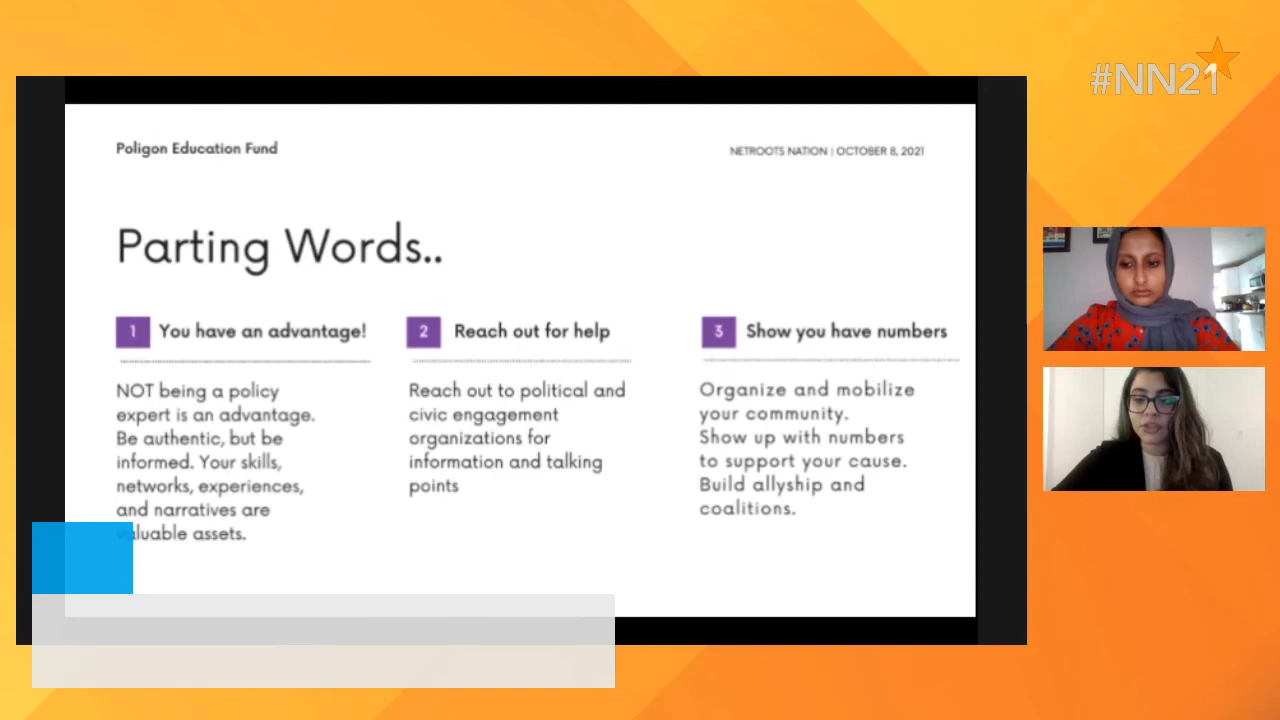 #NN21
Poligon Education Fund
NETROOTS NATION | OCTOBER 8, 2021
Parting Words..
1 You have an advantage!
NOT being a policy
expert is an advantage.
Be authentic, but be
informed. Your skills,
networks, experiences,
and narratives are
valuable assets.
2 Reach out for help
Reach out to political and
civic engagement
organizations for
information and talking
points
3 Show you have numbers
Organize and mobilize
your community.
Show up with numbers
to support your cause.
Build allyship and
coalitions.